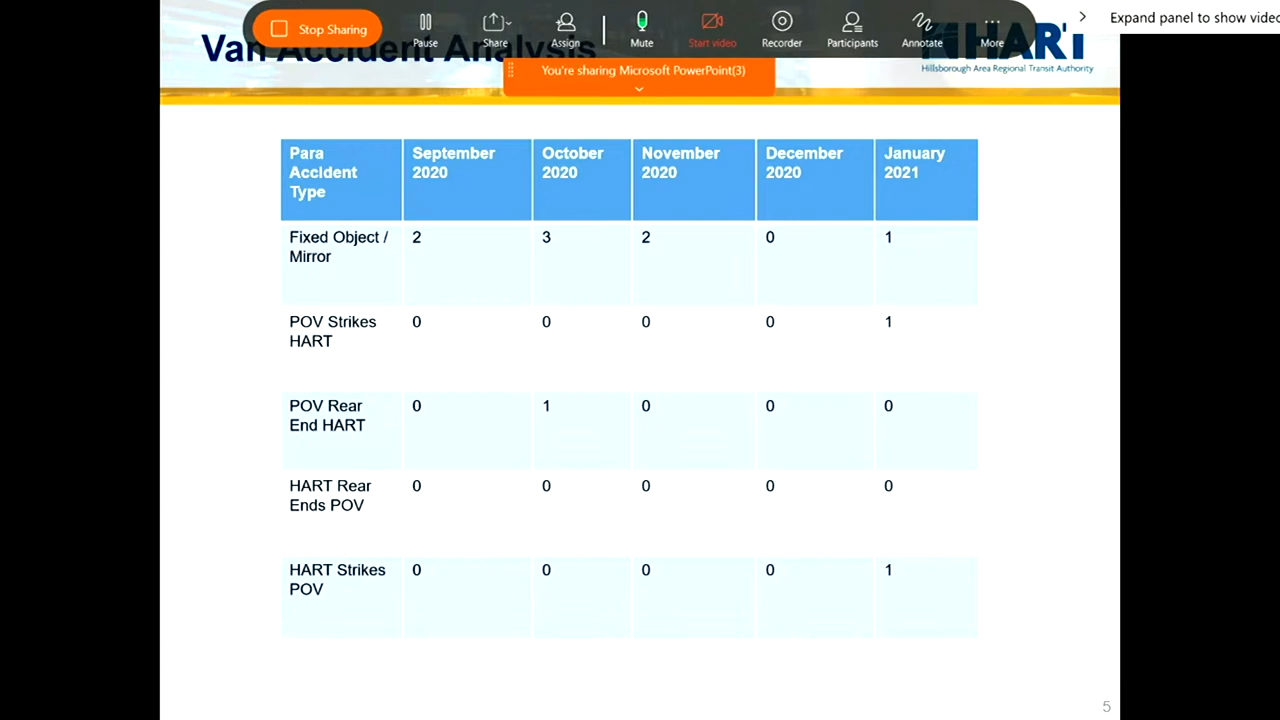 Stop Sharing
Pause
Share
Assign
Mute
Start video
Recorder
Participants
Annotate
More
Expand panel to show video
Van Accident Analysis
HART
Hillsborough Area Regional Transit Authority
You're sharing Microsoft PowerPoint(3)
Para Accident Type September 2020 October 2020 November 2020 December 2020 January 2021
Fixed Object / Mirror 2 3 2 0 1
POV Strikes HART 0 0 0 0 1
POV Rear End HART 0 1 0 0 0
HART Rear Ends POV 0 0 0 0 0
HART Strikes POV 0 0 0 0 1
5